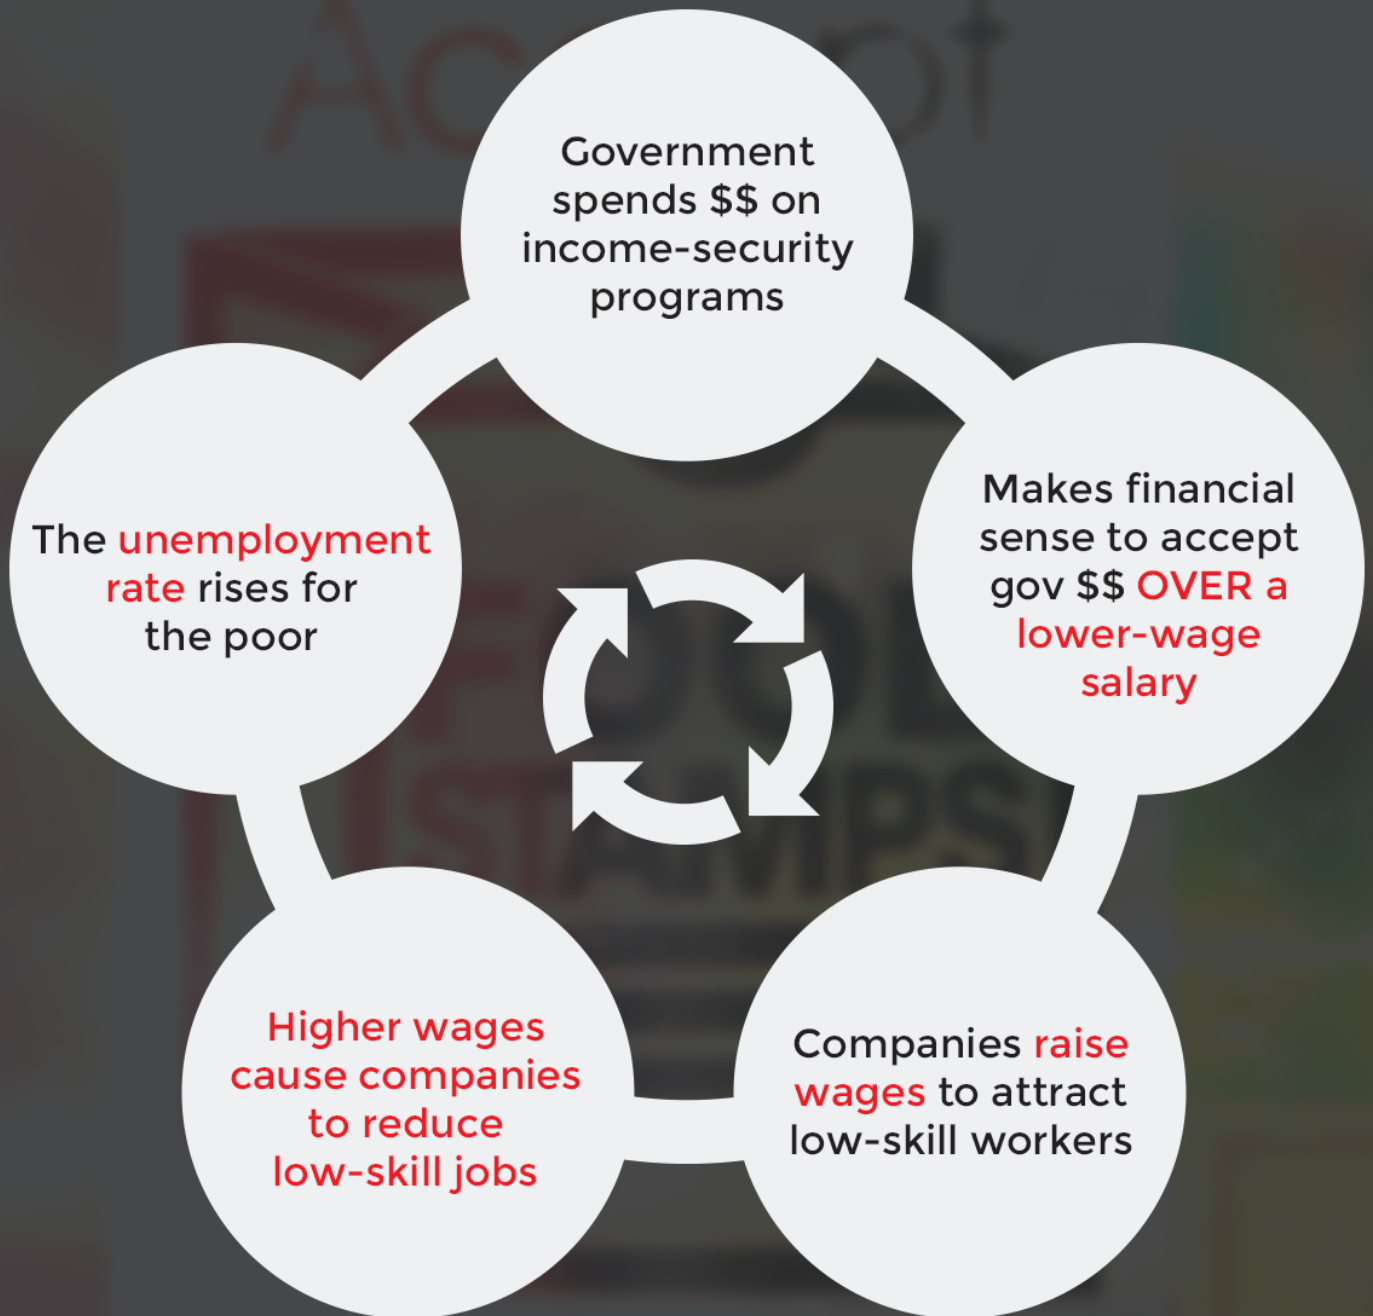 Government
spends $$ on
income-security
programs
Makes financial
sense to accept
gov $$ OVER a
lower-wage
salary
Companies raise
wages to attract
low-skill workers
Higher wages
cause companies
to reduce
low-skill jobs
The unemployment
rate rises for
the poor
FOOD
STAMPS